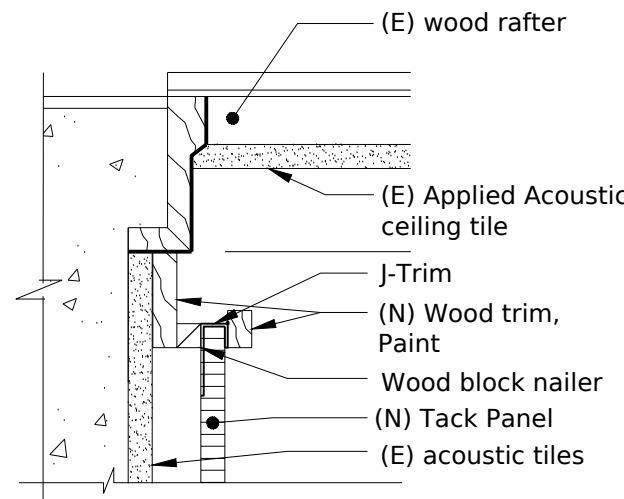 (E) wood rafter
(E) Applied Acoustic
ceiling tile
J-Trim
(N) Wood trim,
Paint
Wood block nailer
(N) Tack Panel
(E) acoustic tiles